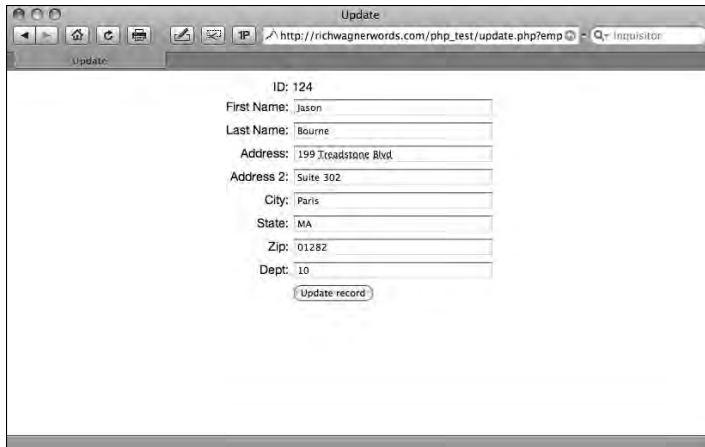 Update
1P http://richwagnerwords.com/php_test/update.php?emp Q- Inquisitor
Update
ID: 124
First Name: Jason
Last Name: Bourne
Address: 199 Treadstone Blvd
Address 2: Suite 302
City: Paris
State: MA
Zip: 01282
Dept: 10
Update record